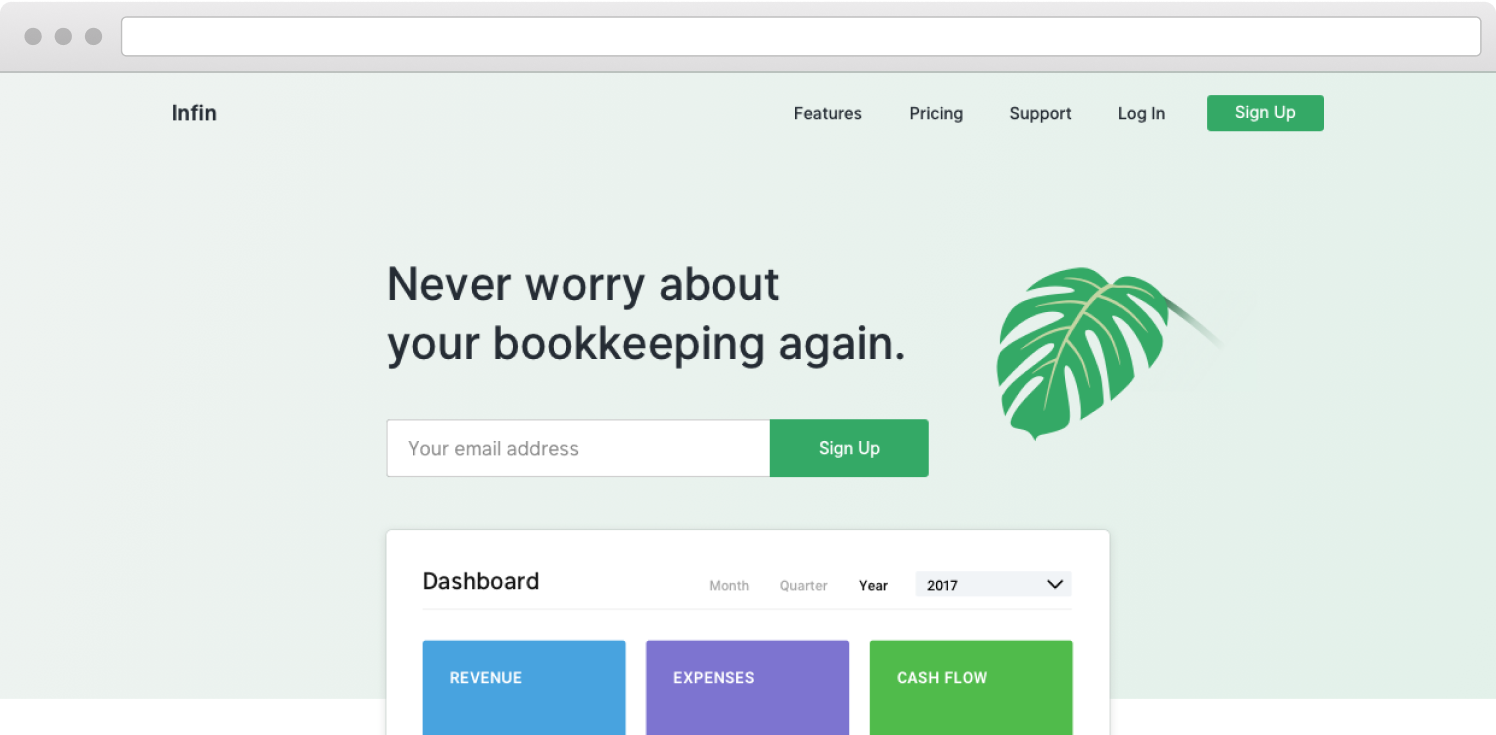 Infin
Features Pricing Support Log In Sign Up
Never worry about
your bookkeeping again.
Your email address Sign Up
Dashboard Month Quarter Year 2017
REVENUE EXPENSES CASH FLOW